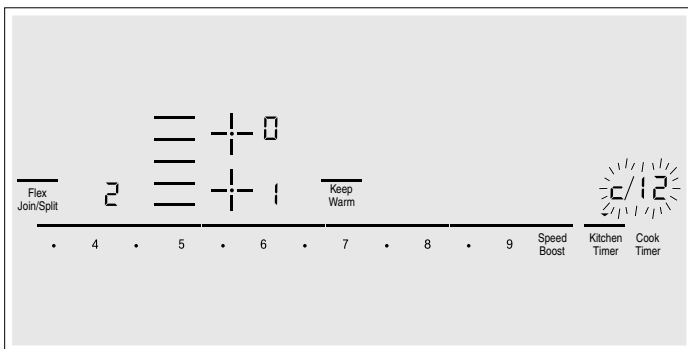 0
Flex
Join/Split
2
1
Keep
Warm
c/12
. 4 . 5 . 6 . 7 . 8 . 9
Speed
Boost
Kitchen
Timer
Cook
Timer